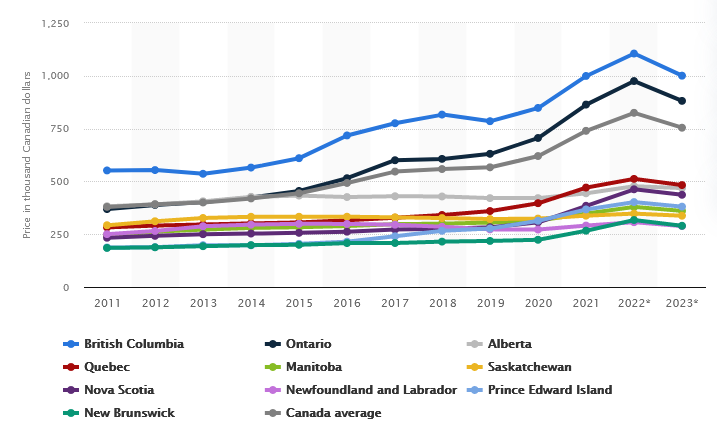 1,250
1,000
750
500
250
0
Price in thousand Canadian dollars
2011 2012 2013 2014 2015 2016 2017 2018 2019 2020 2021 2022* 2023*
British Columbia Ontario Alberta
Quebec Manitoba Saskatchewan
Nova Scotia Newfoundland and Labrador Prince Edward Island
New Brunswick Canada average